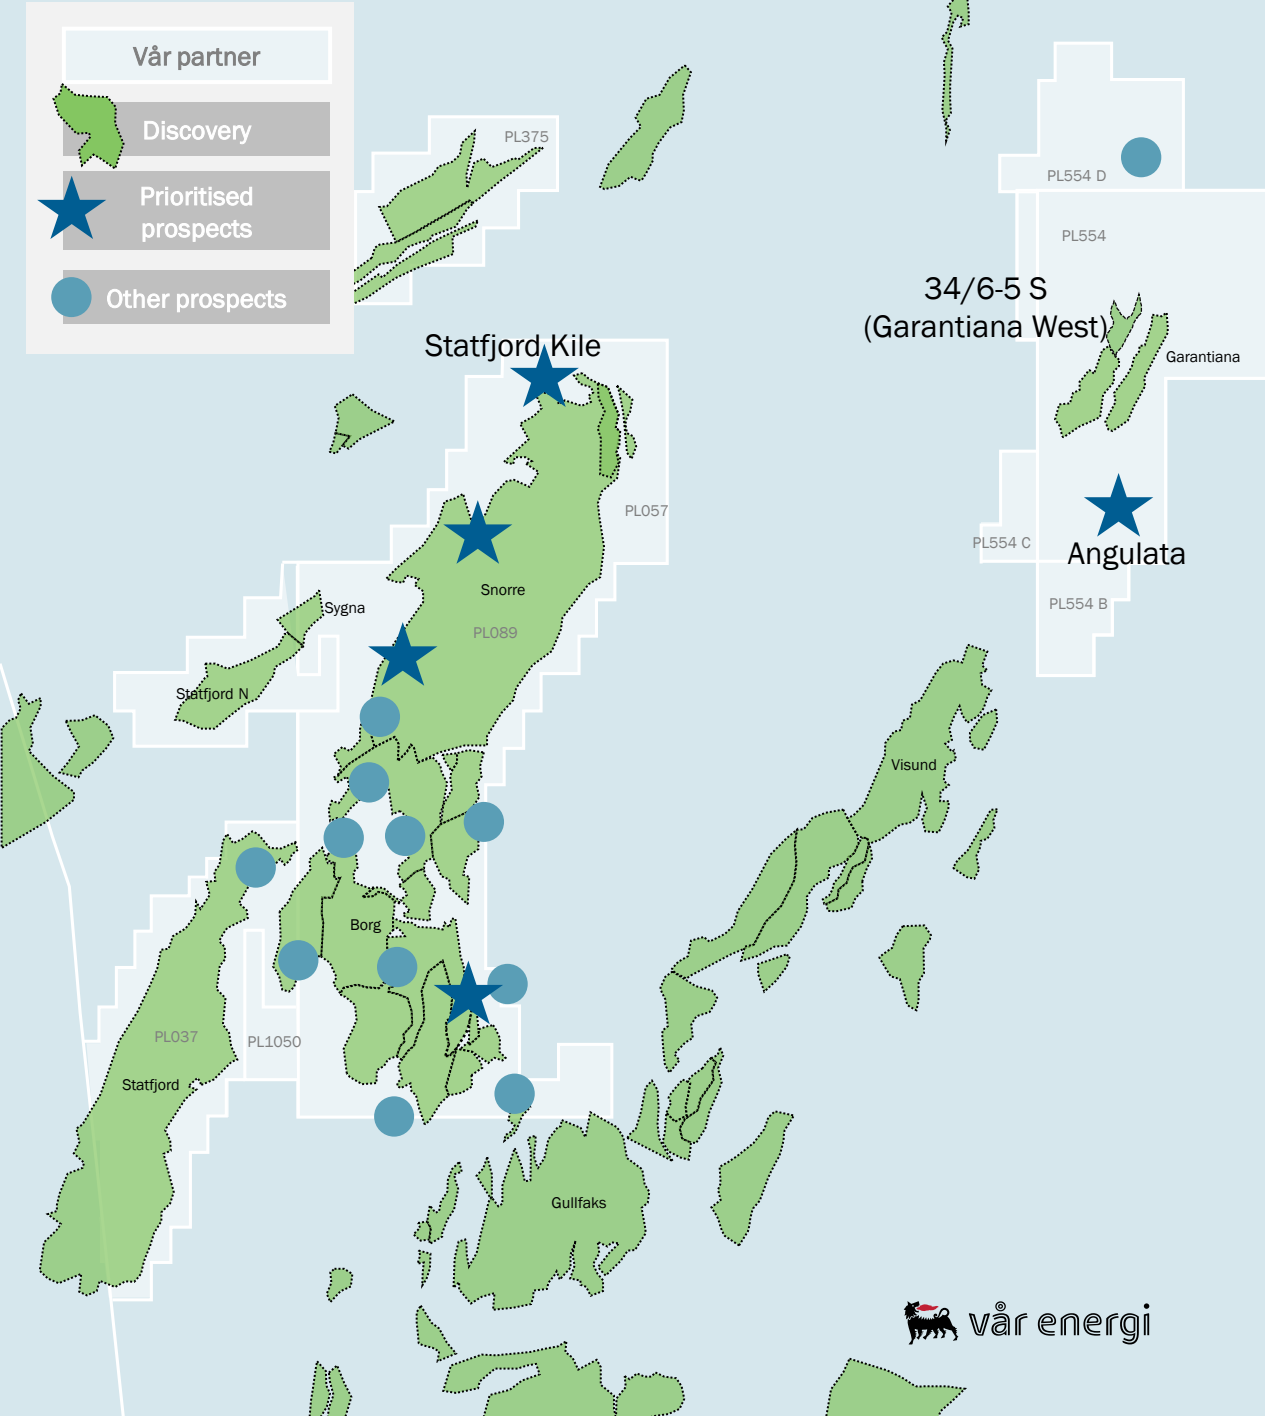 Vår partner
Discovery
Prioritised
prospects
Other prospects
PL375
PL554 D
PL554
34/6-5 S
(Garantiana West)
Garantiana
Statfjord Kile
PL057
PL554 C
Angulata
PL554 B
Snorre
PL089
Sygna
Statfjord N
Visund
Borg
PL037
PL1050
Statfjord
Gullfaks
vår energi